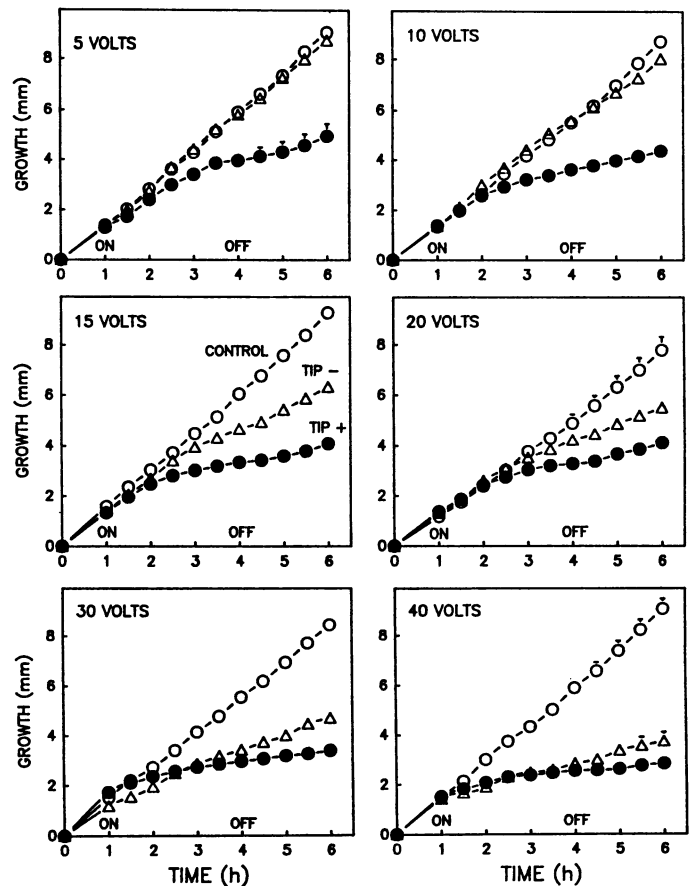 5 VOLTS
10 VOLTS
GROWTH (mm)
8
6
4
2
0
ON
OFF
0 1 2 3 4 5 6
8
6
4
2
0
ON
OFF
0 1 2 3 4 5 6
15 VOLTS
20 VOLTS
CONTROL
TIP −
TIP +
GROWTH (mm)
8
6
4
2
0
ON
OFF
0 1 2 3 4 5 6
8
6
4
2
0
ON
OFF
0 1 2 3 4 5 6
30 VOLTS
40 VOLTS
GROWTH (mm)
8
6
4
2
0
ON
OFF
0 1 2 3 4 5 6
TIME (h)
8
6
4
2
0
ON
OFF
0 1 2 3 4 5 6
TIME (h)